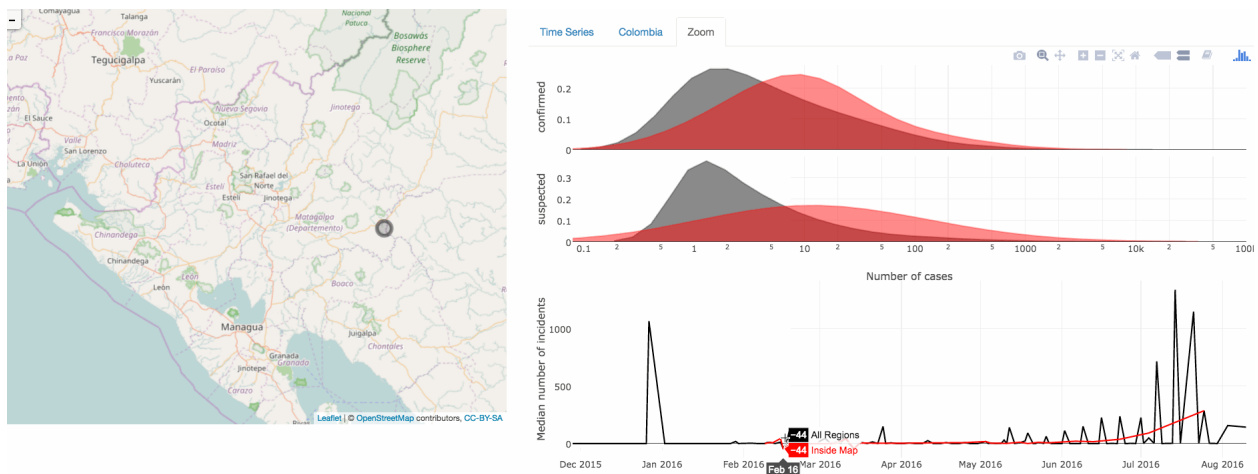 Comayagua
Talanga
−
Francisco Morazán
National
Patuca
Bosawás
Biosphere
Reserve
La Paz
Tegucigalpa
El Paraíso
Yuscarán
Jinotega
Nueva Segovia
Ocotal
El Sauce
Madriz
Valle
San Lorenzo
Choluteca
La Unión
San Rafael del
Norte
Estelí
Estelí
Jinotega
Matagalpa
(Departemento)
Chinandega
Chinandega
León
León
Boaco
Managua
Juigalpa
Chontales
Granada
Granada
Jinotepe
Carazo
Rivas
Leaflet | © OpenStreetMap contributors, CC-BY-SA
Time Series Colombia Zoom
confirmed
0.2
0.1
0
suspected
0.3
0.2
0.1
0
0.1 2 5 1 2 5 10 2 5 100 2 5 1000 2 5 10k 2 5 100
Number of cases
Median number of incidents
1000
500
0
−44 All Regions
−44 Inside Map
Dec 2015 Jan 2016 Feb 2016 Feb 16 Mar 2016 Apr 2016 May 2016 Jun 2016 Jul 2016 Aug 2016